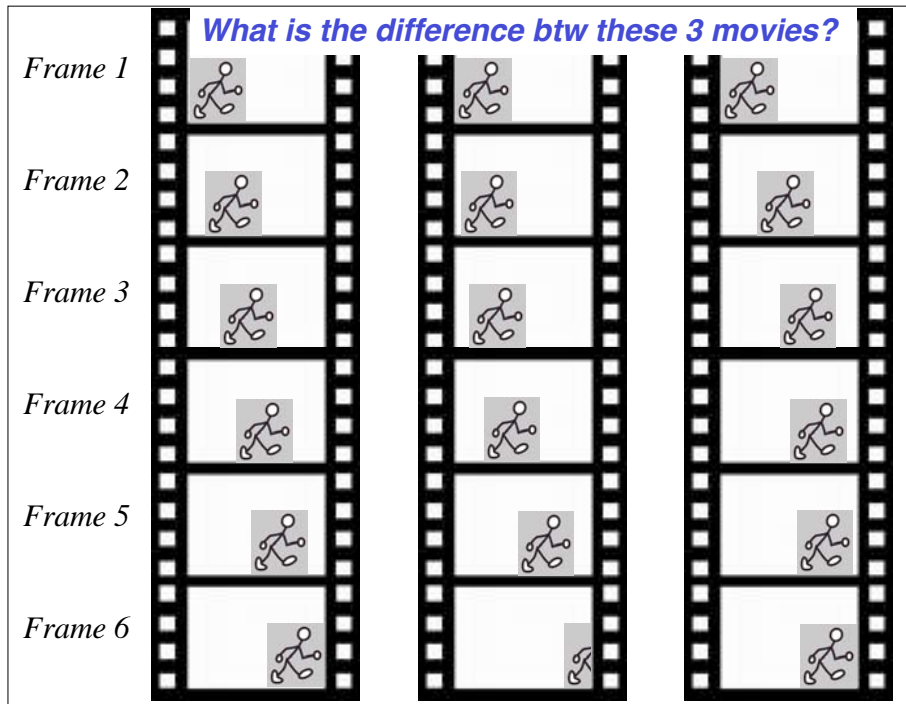 What is the difference btw these 3 movies?
Frame 1
Frame 2
Frame 3
Frame 4
Frame 5
Frame 6